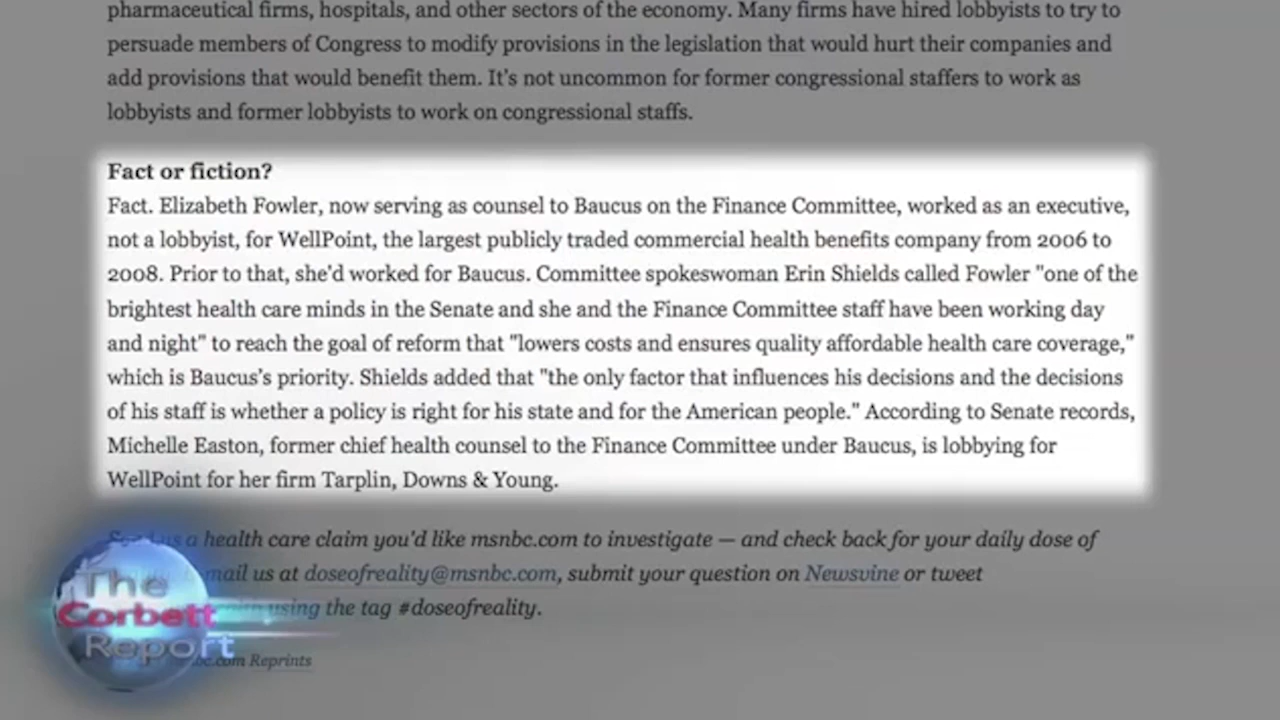 pharmaceutical firms, hospitals, and other sectors of the economy. Many firms have hired lobbyists to try to
persuade members of Congress to modify provisions in the legislation that would hurt their companies and
add provisions that would benefit them. It's not uncommon for former congressional staffers to work as
lobbyists and former lobbyists to work on congressional staffs.
Fact or fiction?
Fact. Elizabeth Fowler, now serving as counsel to Baucus on the Finance Committee, worked as an executive,
not a lobbyist, for WellPoint, the largest publicly traded commercial health benefits company from 2006 to
2008. Prior to that, she'd worked for Baucus. Committee spokeswoman Erin Shields called Fowler "one of the
brightest health care minds in the Senate and she and the Finance Committee staff have been working day
and night" to reach the goal of reform that "lowers costs and ensures quality affordable health care coverage,"
which is Baucus's priority. Shields added that "the only factor that influences his decisions and the decisions
of his staff is whether a policy is right for his state and for the American people." According to Senate records,
Michelle Easton, former chief health counsel to the Finance Committee under Baucus, is lobbying for
WellPoint for her firm Tarplin, Downs & Young.
a health care claim you'd like msnbc.com to investigate — and check back for your daily dose of
us at doseofreality@msnbc.com, submit your question on Newsvine or tweet
using the tag #doseofreality.
Reprints
The
Corbett
Report